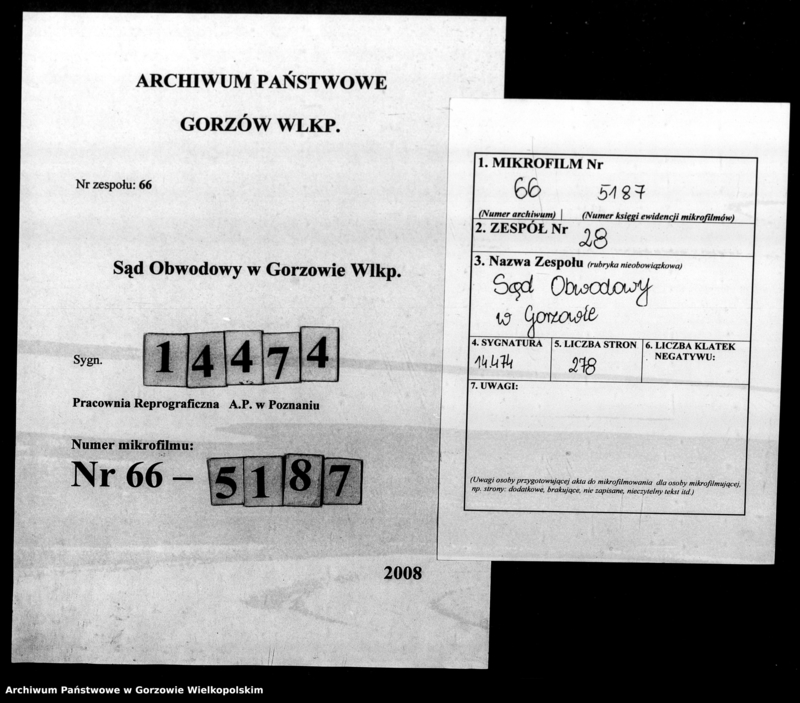 ARCHIWUM PAŃSTWOWE
GORZÓW WLKP.
Nr zespołu: 66
Sąd Obwodowy w Gorzowie Wlkp.
Sygn. 14474
Pracownia Reprograficzna A.P. w Poznaniu
Numer mikrofilmu:
Nr 66 – 5187
2008
1. MIKROFILM Nr
66 5187
(Numer archiwum) (Numer księgi ewidencji mikrofilmów)
2. ZESPÓŁ Nr 28
3. Nazwa Zespołu (rubryka nieobowiązkowa)
Sąd Obwodowy
w Gorzowie
4. SYGNATURA
14474
5. LICZBA STRON
278
6. LICZBA KLATEK
NEGATYWU:
7. UWAGI:
(Uwagi osoby przygotowującej akta do mikrofilmowania dla osoby mikrofilmującej,
np. strony: dodatkowe, brakujące, nie zapisane, nieczytelny tekst itd.)
Archiwum Państwowe w Gorzowie Wielkopolskim